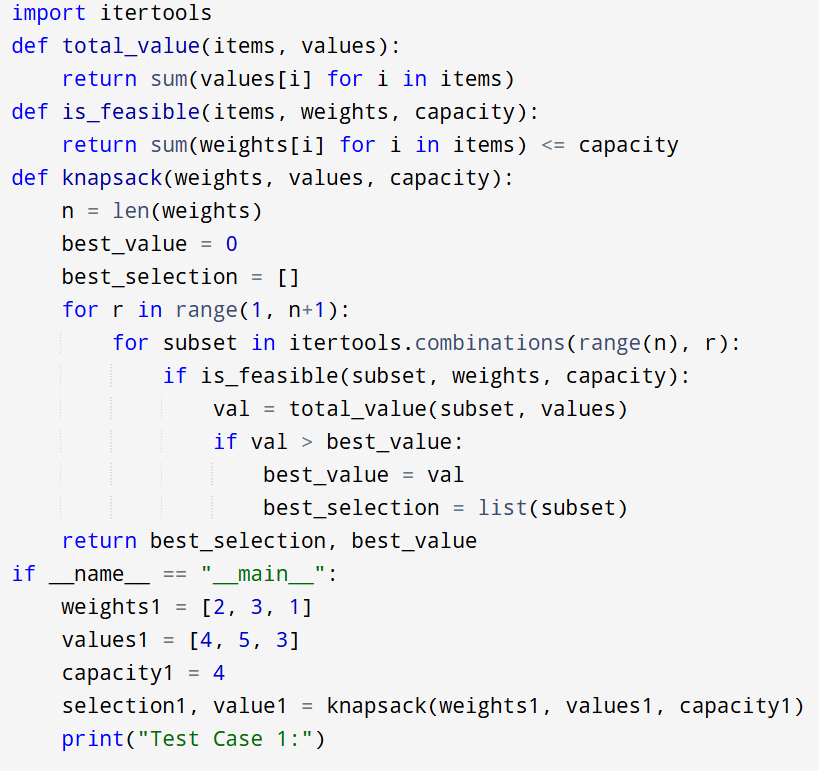 import itertools
def total_value(items, values):
    return sum(values[i] for i in items)
def is_feasible(items, weights, capacity):
    return sum(weights[i] for i in items) <= capacity
def knapsack(weights, values, capacity):
    n = len(weights)
    best_value = 0
    best_selection = []
    for r in range(1, n+1):
        for subset in itertools.combinations(range(n), r):
            if is_feasible(subset, weights, capacity):
                val = total_value(subset, values)
                if val > best_value:
                    best_value = val
                    best_selection = list(subset)
    return best_selection, best_value
if __name__ == "__main__":
    weights1 = [2, 3, 1]
    values1 = [4, 5, 3]
    capacity1 = 4
    selection1, value1 = knapsack(weights1, values1, capacity1)
    print("Test Case 1:")